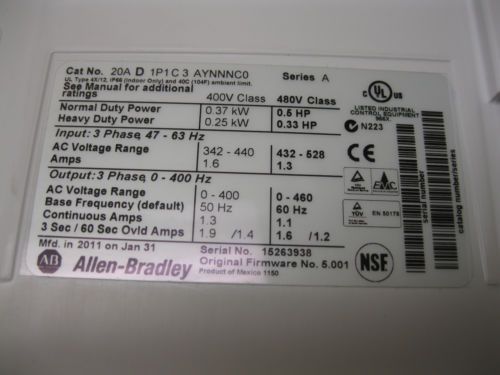 Cat No. 20A D 1P1 C 3 AYNNNC0 Series A
UL Type 4X/12, IP66 (Indoor Only) and 40C (104F) ambient limit.
See Manual for additional
ratings 400V Class 480V Class
Normal Duty Power 0.37 kW 0.5 HP
Heavy Duty Power 0.25 kW 0.33 HP
Input: 3 Phase, 47 - 63 Hz
AC Voltage Range 342 - 440 432 - 528
Amps 1.6 1.3
Output: 3 Phase, 0 - 400 Hz
AC Voltage Range 0 - 400 0 - 460
Base Frequency (default) 50 Hz 60 Hz
Continuous Amps 1.3 1.1
3 Sec / 60 Sec Ovld Amps 1.9 /1.4 1.6 /1.2
Mfd. in 2011 on Jan 31 Serial No. 15263938
AB Allen-Bradley Original Firmware No. 5.001
Product of Mexico 1150
C UL US
LISTED INDUSTRIAL
CONTROL EQUIPMENT
966X
N223
CE
EMC
TÜV
EN 50178
NSF
serial number
catalog number/series